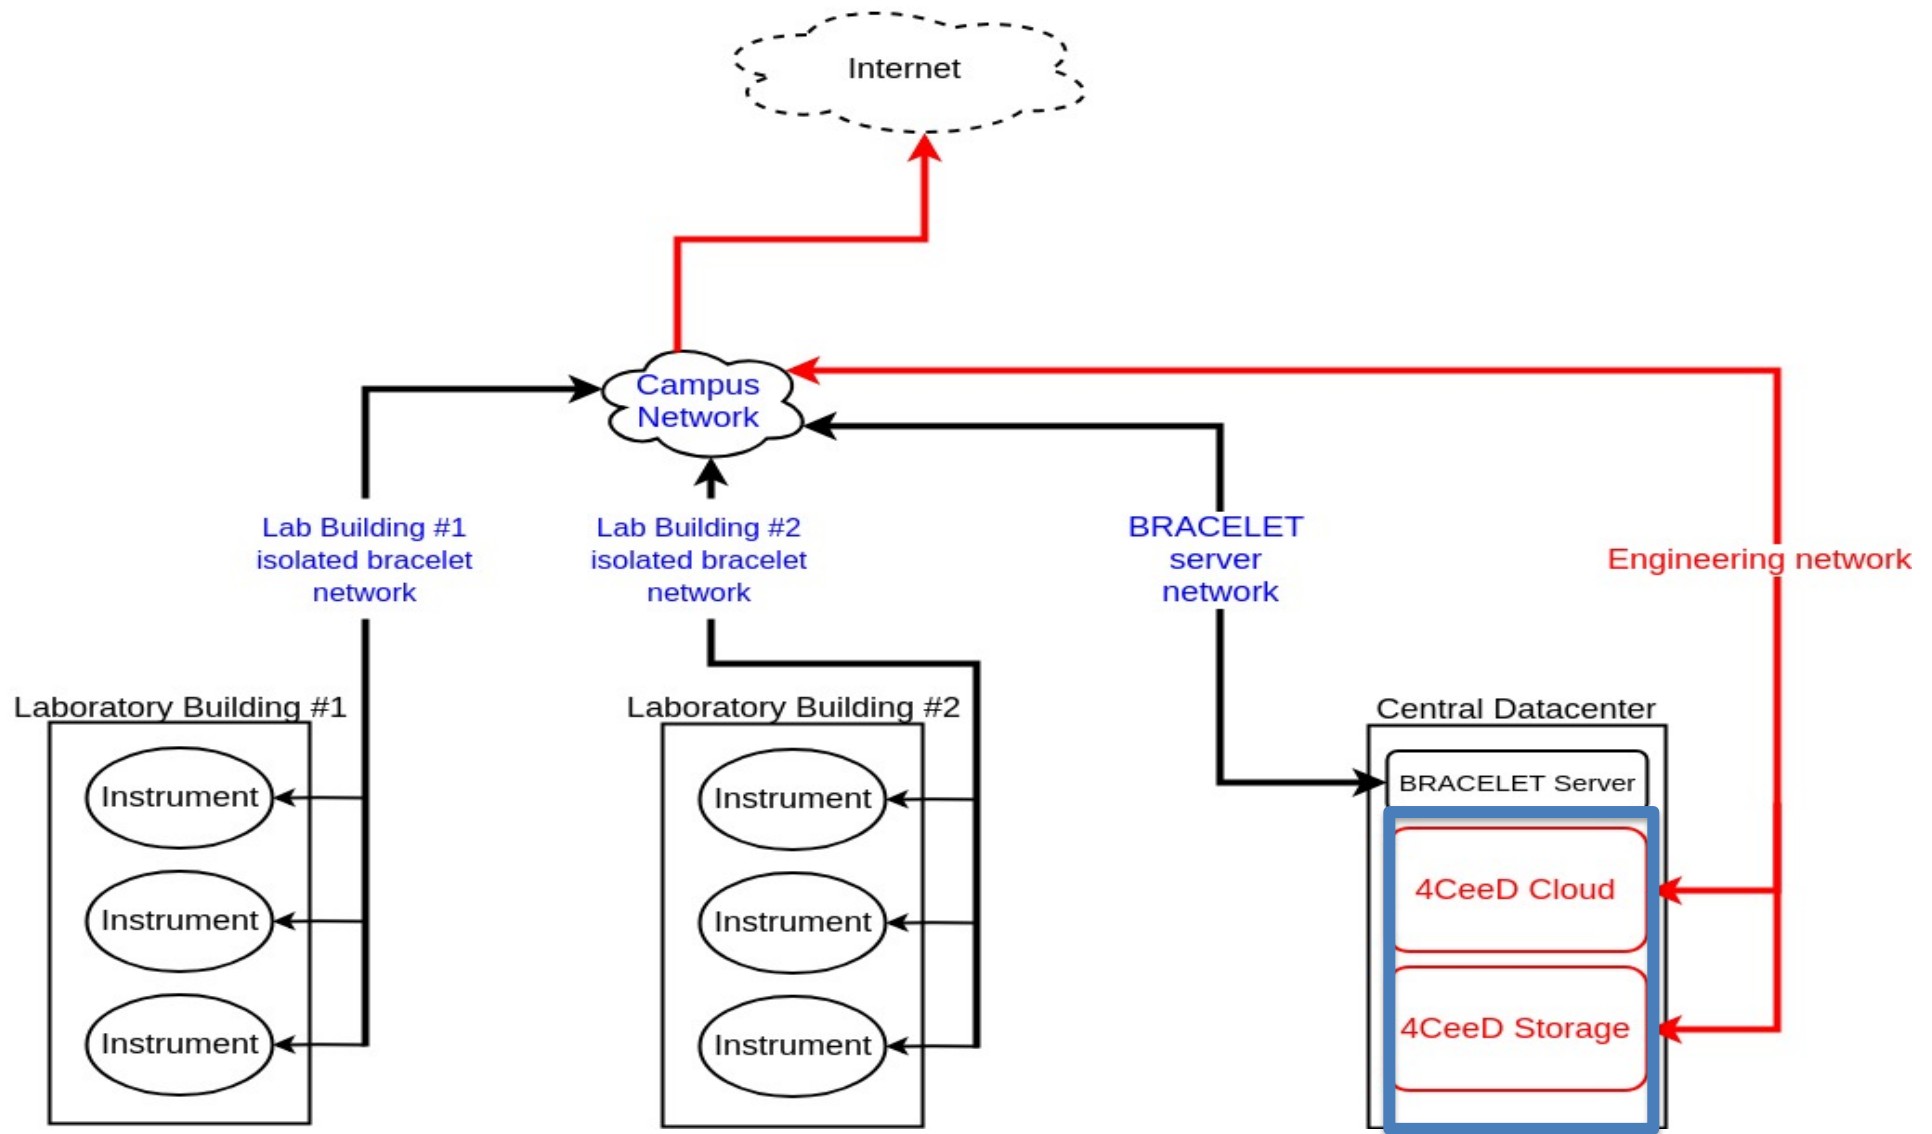 Internet
Campus
Network
Lab Building #1
isolated bracelet
network
Lab Building #2
isolated bracelet
network
BRACELET
server
network
Engineering network
Laboratory Building #1
Instrument
Instrument
Instrument
Laboratory Building #2
Instrument
Instrument
Instrument
Central Datacenter
BRACELET Server
4CeeD Cloud
4CeeD Storage